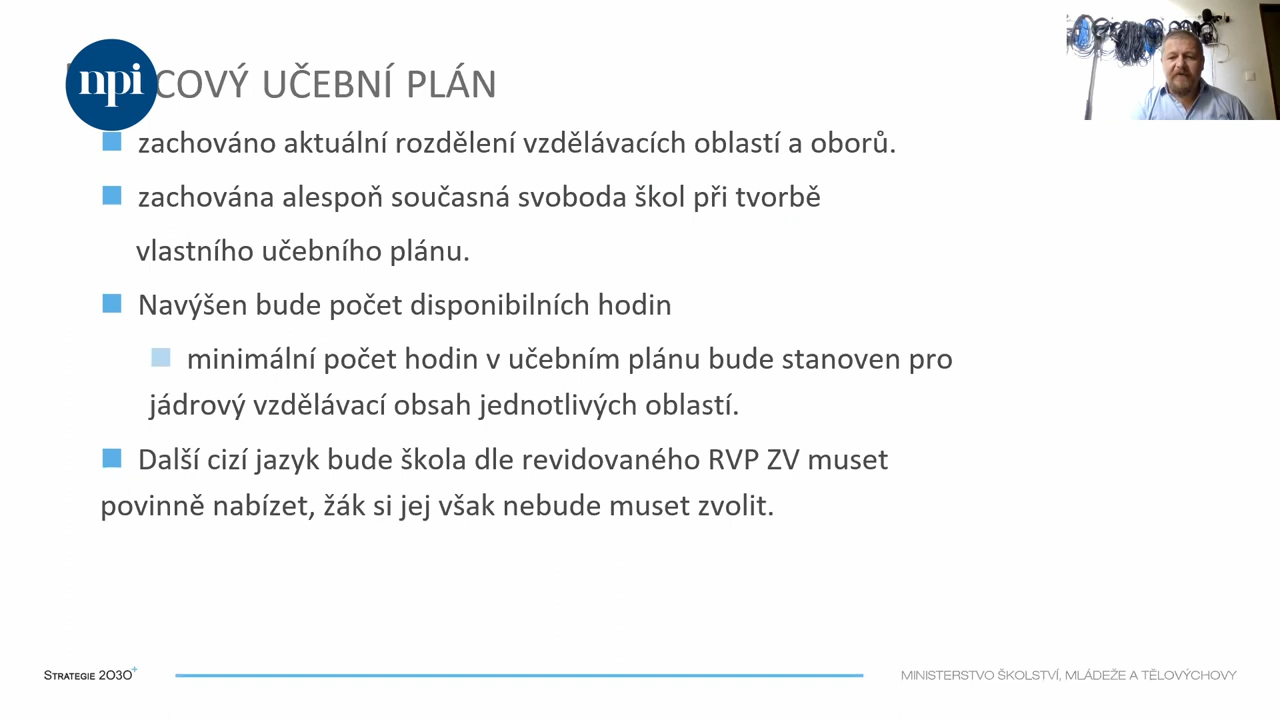 npi
COVÝ UČEBNÍ PLÁN
zachováno aktuální rozdělení vzdělávacích oblastí a oborů.
zachována alespoň současná svoboda škol při tvorbě
vlastního učebního plánu.
Navýšen bude počet disponibilních hodin
minimální počet hodin v učebním plánu bude stanoven pro
jádrový vzdělávací obsah jednotlivých oblastí.
Další cizí jazyk bude škola dle revidovaného RVP ZV muset
povinně nabízet, žák si jej však nebude muset zvolit.
STRATEGIE 2030+
MINISTERSTVO ŠKOLSTVÍ, MLÁDEŽE A TĚLOVÝCHOVY